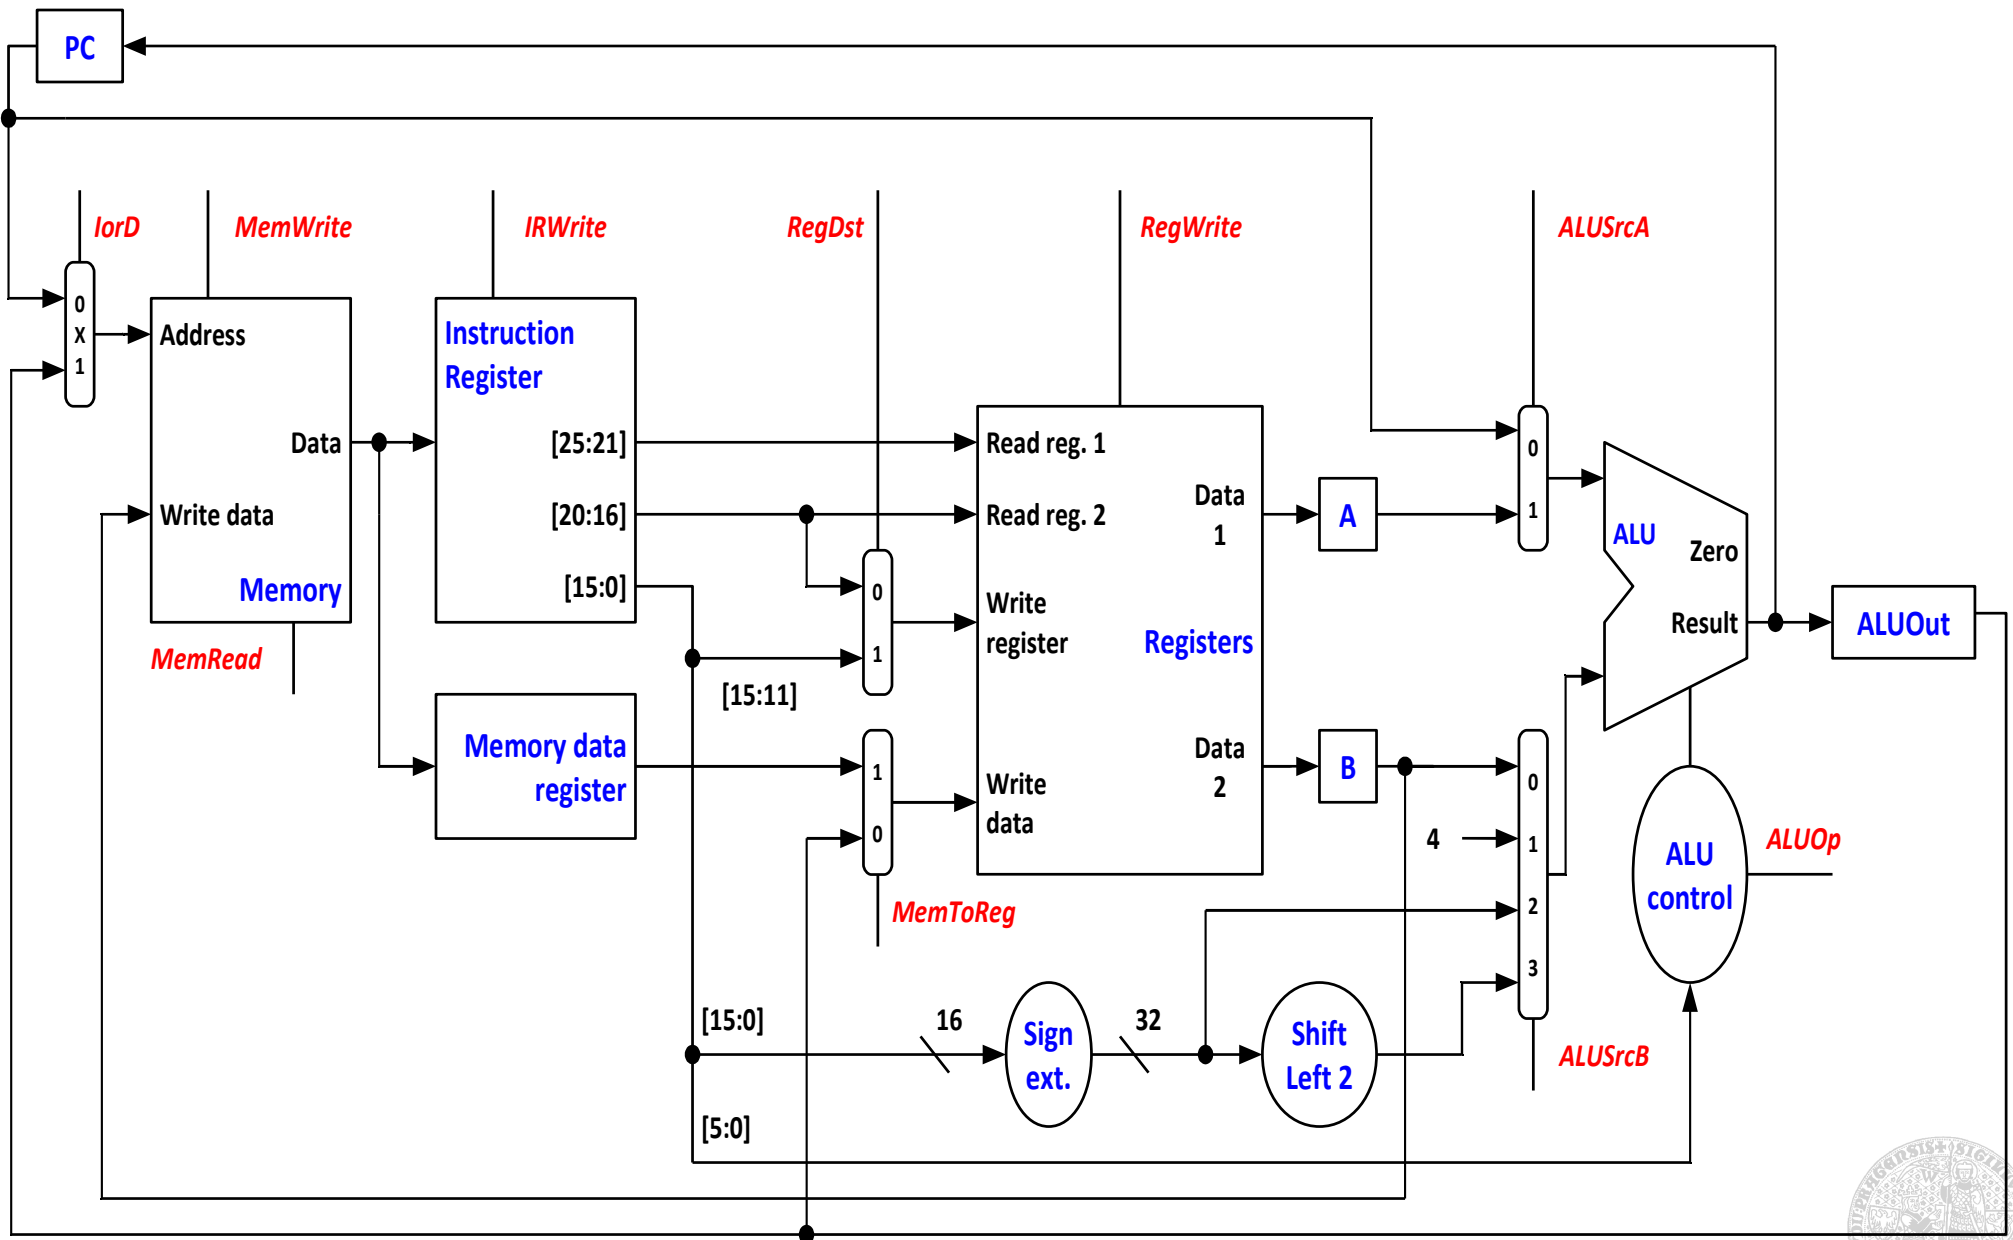 PC
IorD
MemWrite
IRWrite
RegDst
RegWrite
ALUSrcA
0
X
1
Address
Data
Write data
Memory
MemRead
Instruction
Register
[25:21]
[20:16]
[15:0]
Memory data
register
0
1
[15:11]
1
0
MemToReg
Read reg. 1
Read reg. 2
Write
register
Write
data
Data
1
Registers
Data
2
A
B
0
1
4
0
1
2
3
ALUSrcB
ALU
Zero
Result
ALUOut
ALU
control
ALUOp
[15:0]
16
Sign
ext.
32
Shift
Left 2
[5:0]